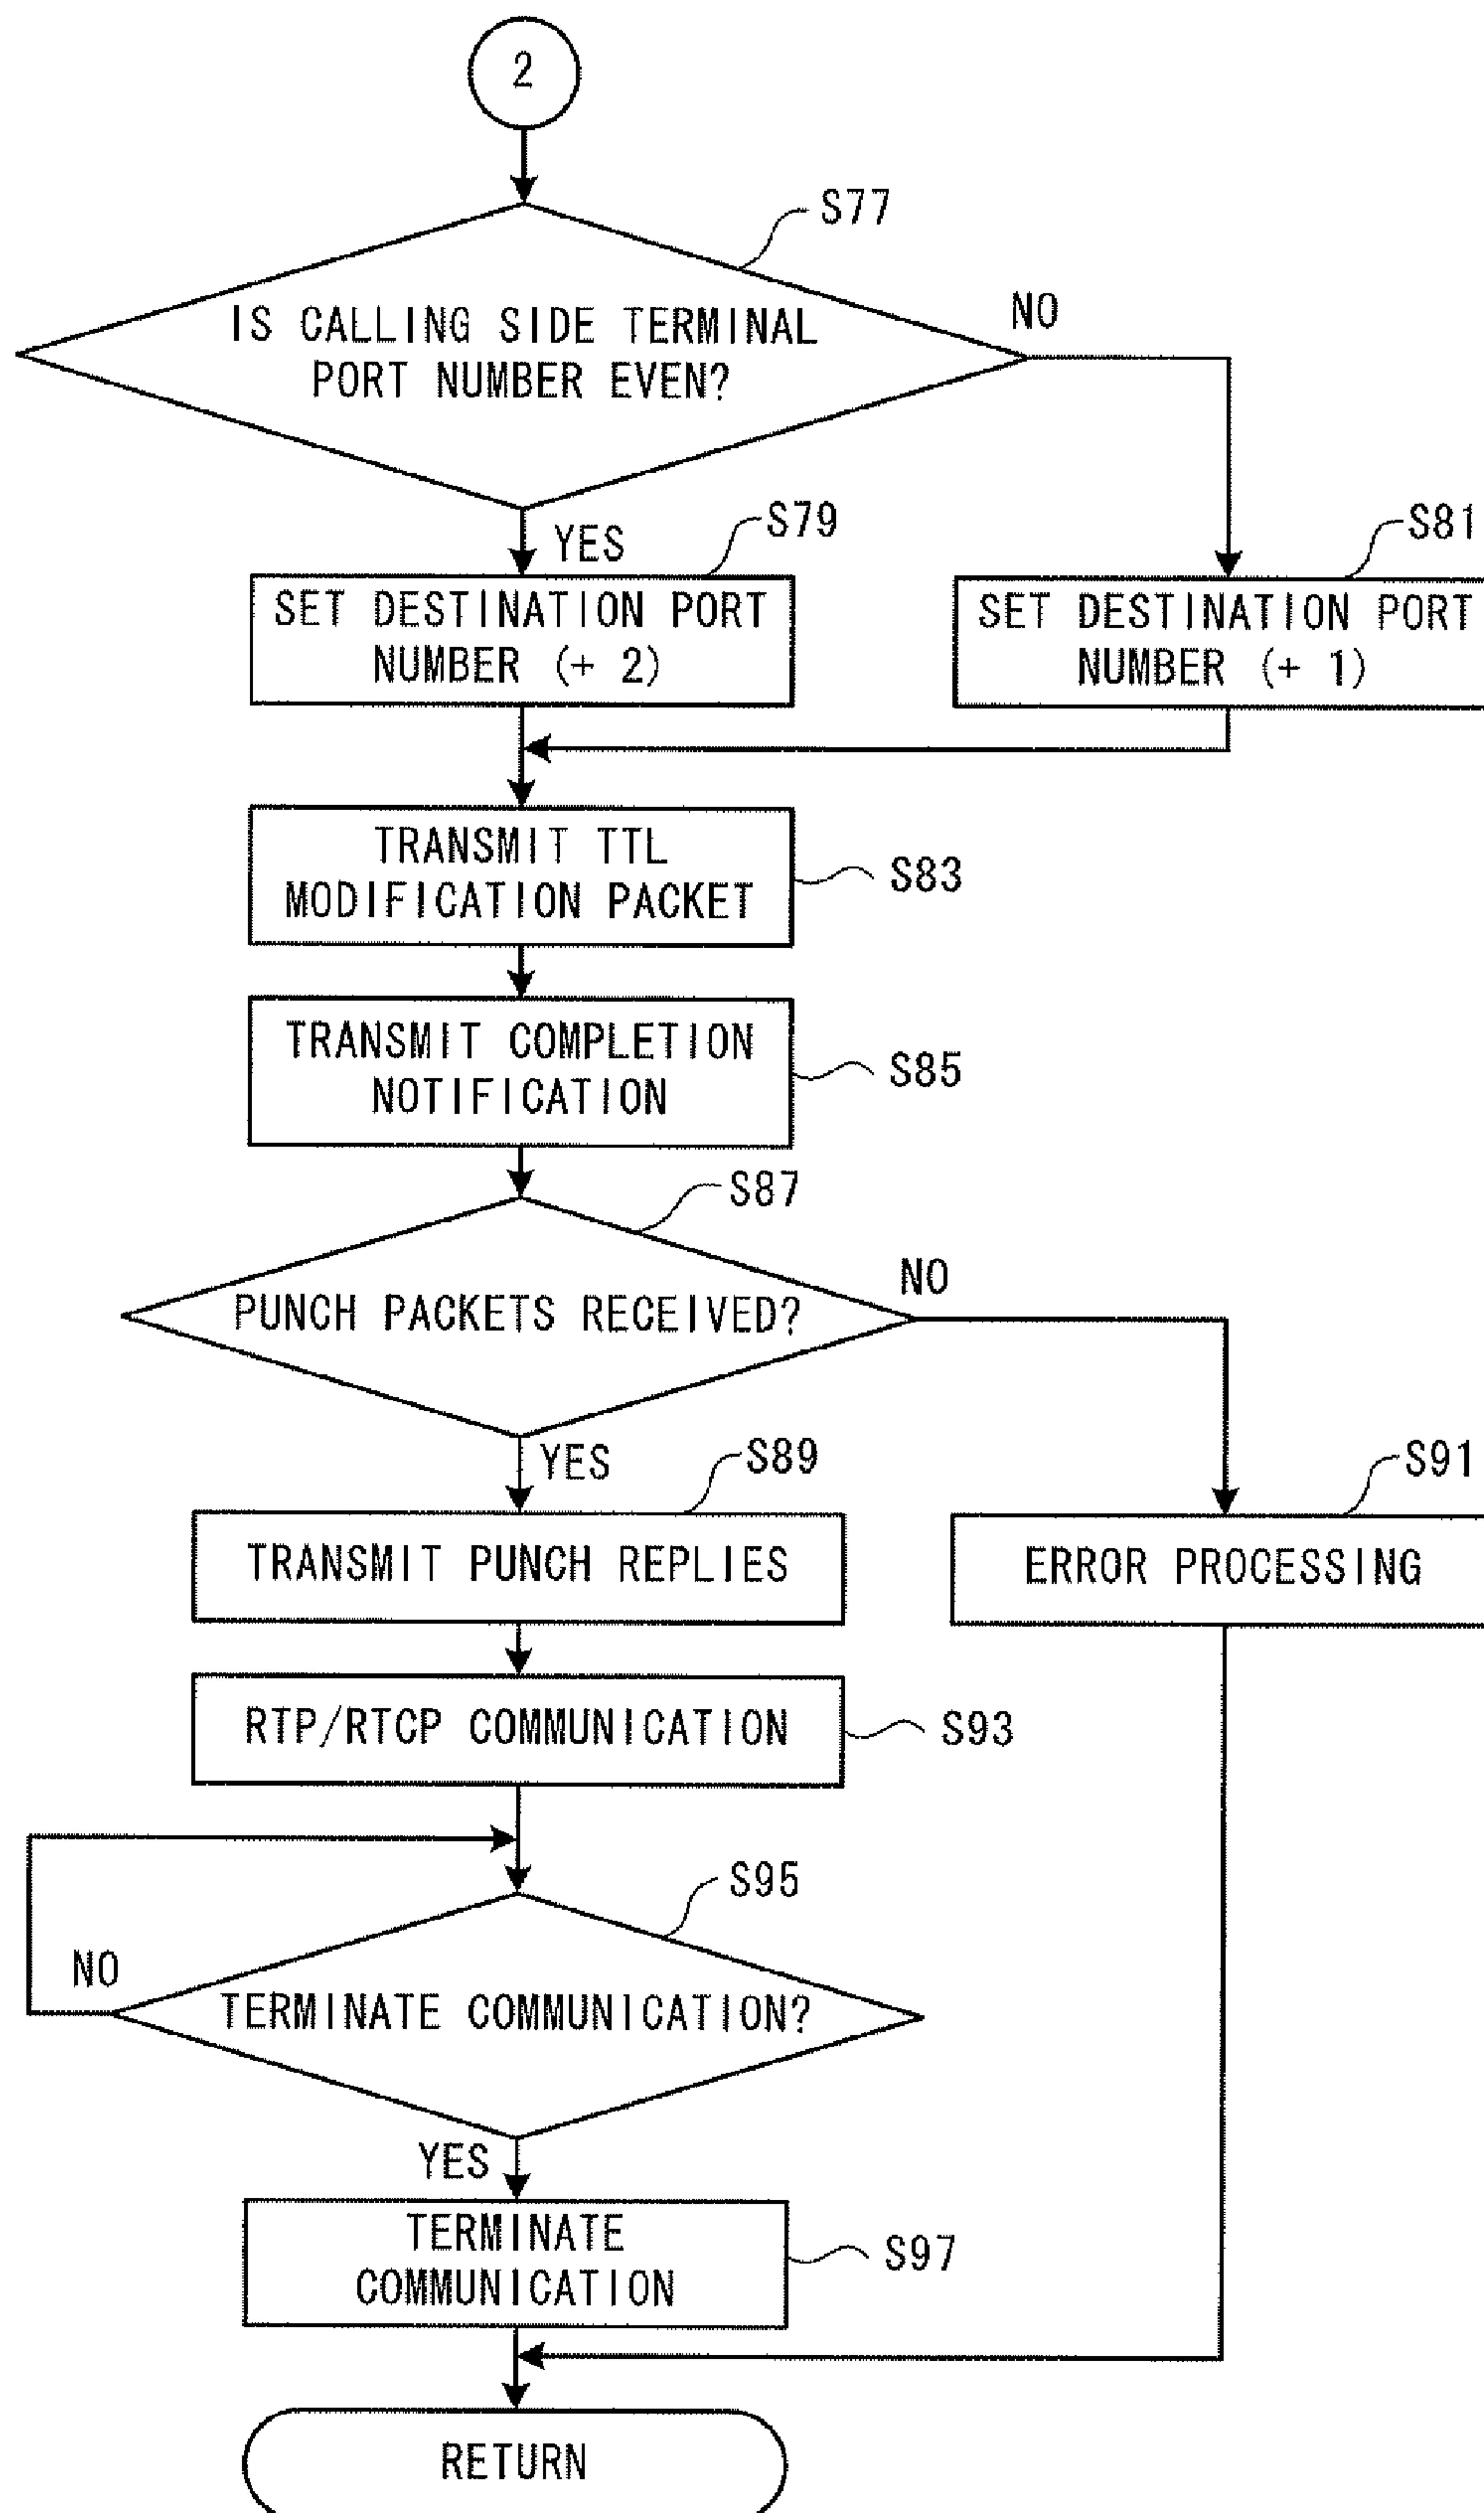 2
S77
IS CALLING SIDE TERMINAL
PORT NUMBER EVEN?
NO
YES
S79
SET DESTINATION PORT
NUMBER (+ 2)
S81
SET DESTINATION PORT
NUMBER (+ 1)
TRANSMIT TTL
MODIFICATION PACKET
S83
TRANSMIT COMPLETION
NOTIFICATION
S85
S87
PUNCH PACKETS RECEIVED?
NO
YES
S89
TRANSMIT PUNCH REPLIES
S91
ERROR PROCESSING
RTP/RTCP COMMUNICATION
S93
S95
NO
TERMINATE COMMUNICATION?
YES
TERMINATE
COMMUNICATION
S97
RETURN